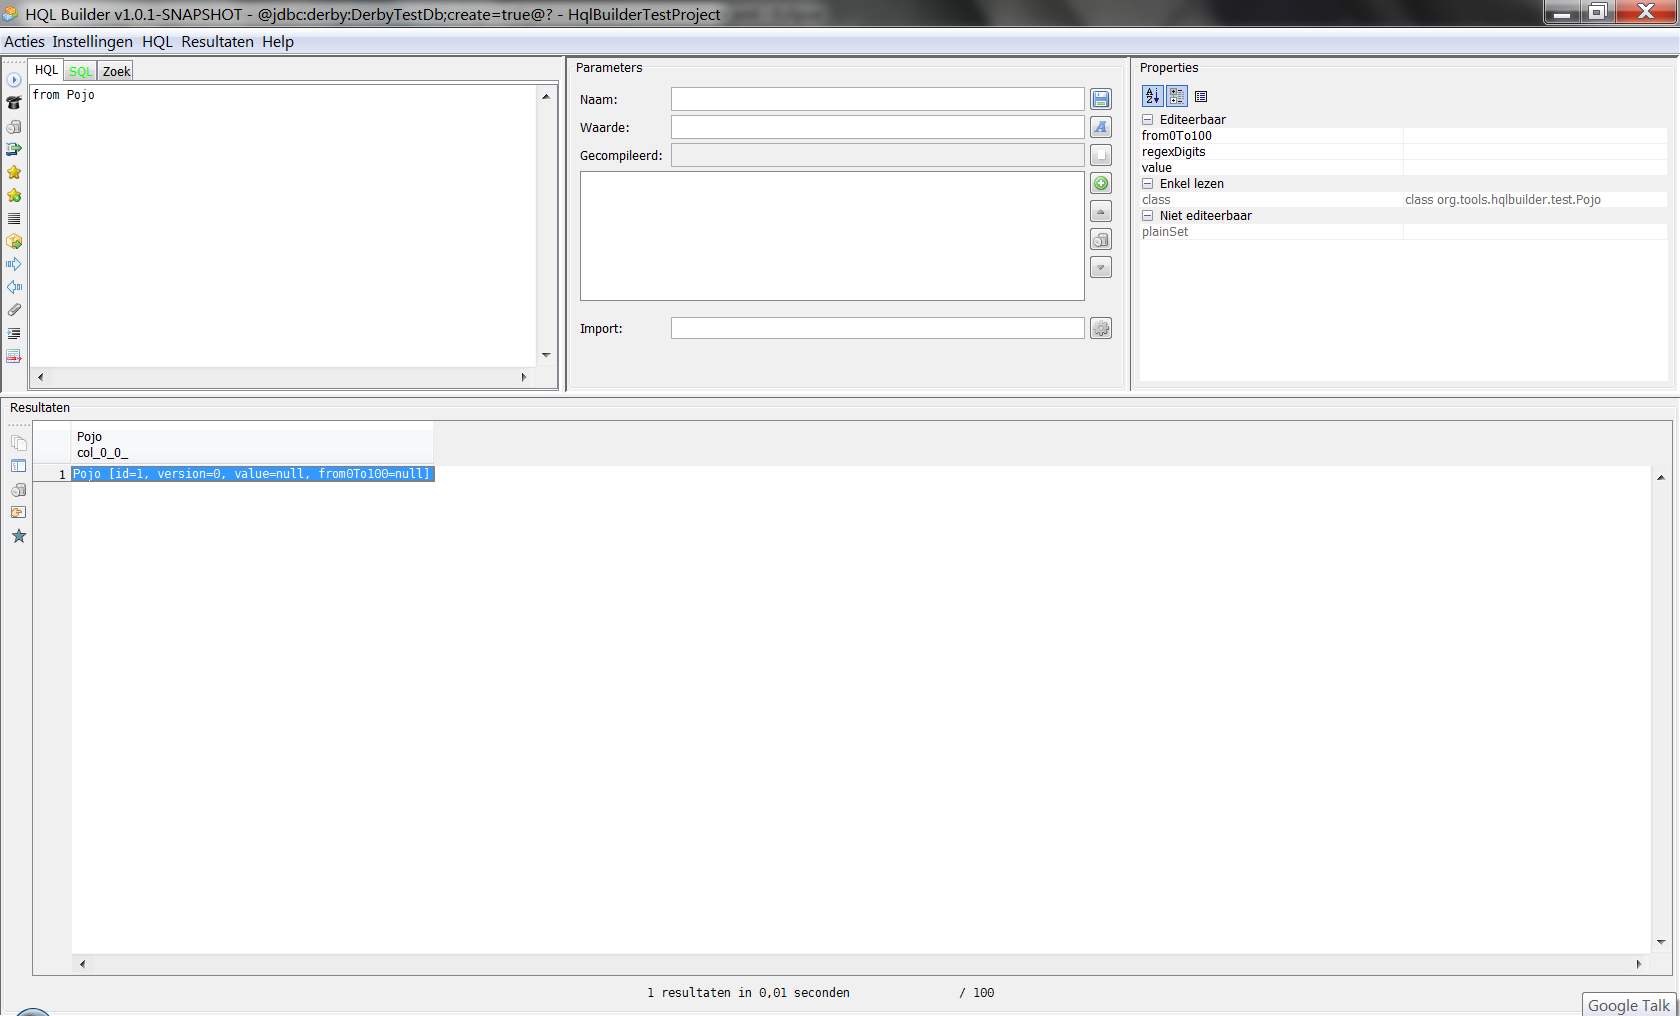 HQL Builder v1.0.1-SNAPSHOT - @jdbc:derby:DerbyTestDb;create=true@? - HqlBuilderTestProject
Acties Instellingen HQL Resultaten Help
HQL SQL Zoek
from Pojo
Parameters
Naam:
Waarde:
Gecompileerd:
Import:
Properties
Editeerbaar
from0To100
regexDigits
value
Enkel lezen
class class org.tools.hqlbuilder.test.Pojo
Niet editeerbaar
plainSet
Resultaten
Pojo
col_0_0_
1 Pojo [id=1, version=0, value=null, from0To100=null]
1 resultaten in 0,01 seconden / 100
Google Talk